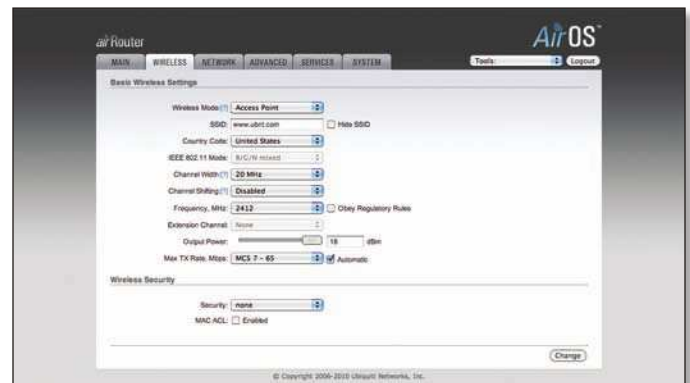 airRouter
AirOS™
MAIN WIRELESS NETWORK ADVANCED SERVICES SYSTEM Tools: Logout
Basic Wireless Settings
Wireless Mode:[?] Access Point
SSID: www.ubnt.com Hide SSID
Country Code: United States
IEEE 802.11 Mode: B/G/N mixed
Channel Width:[?] 20 MHz
Channel Shifting:[?] Disabled
Frequency, MHz: 2412 Obey Regulatory Rules
Extension Channel: None
Output Power: 18 dBm
Max TX Rate, Mbps: MCS 7 - 65 Automatic
Wireless Security
Security: none
MAC ACL: Enabled
Change
© Copyright 2006-2010 Ubiquiti Networks, Inc.